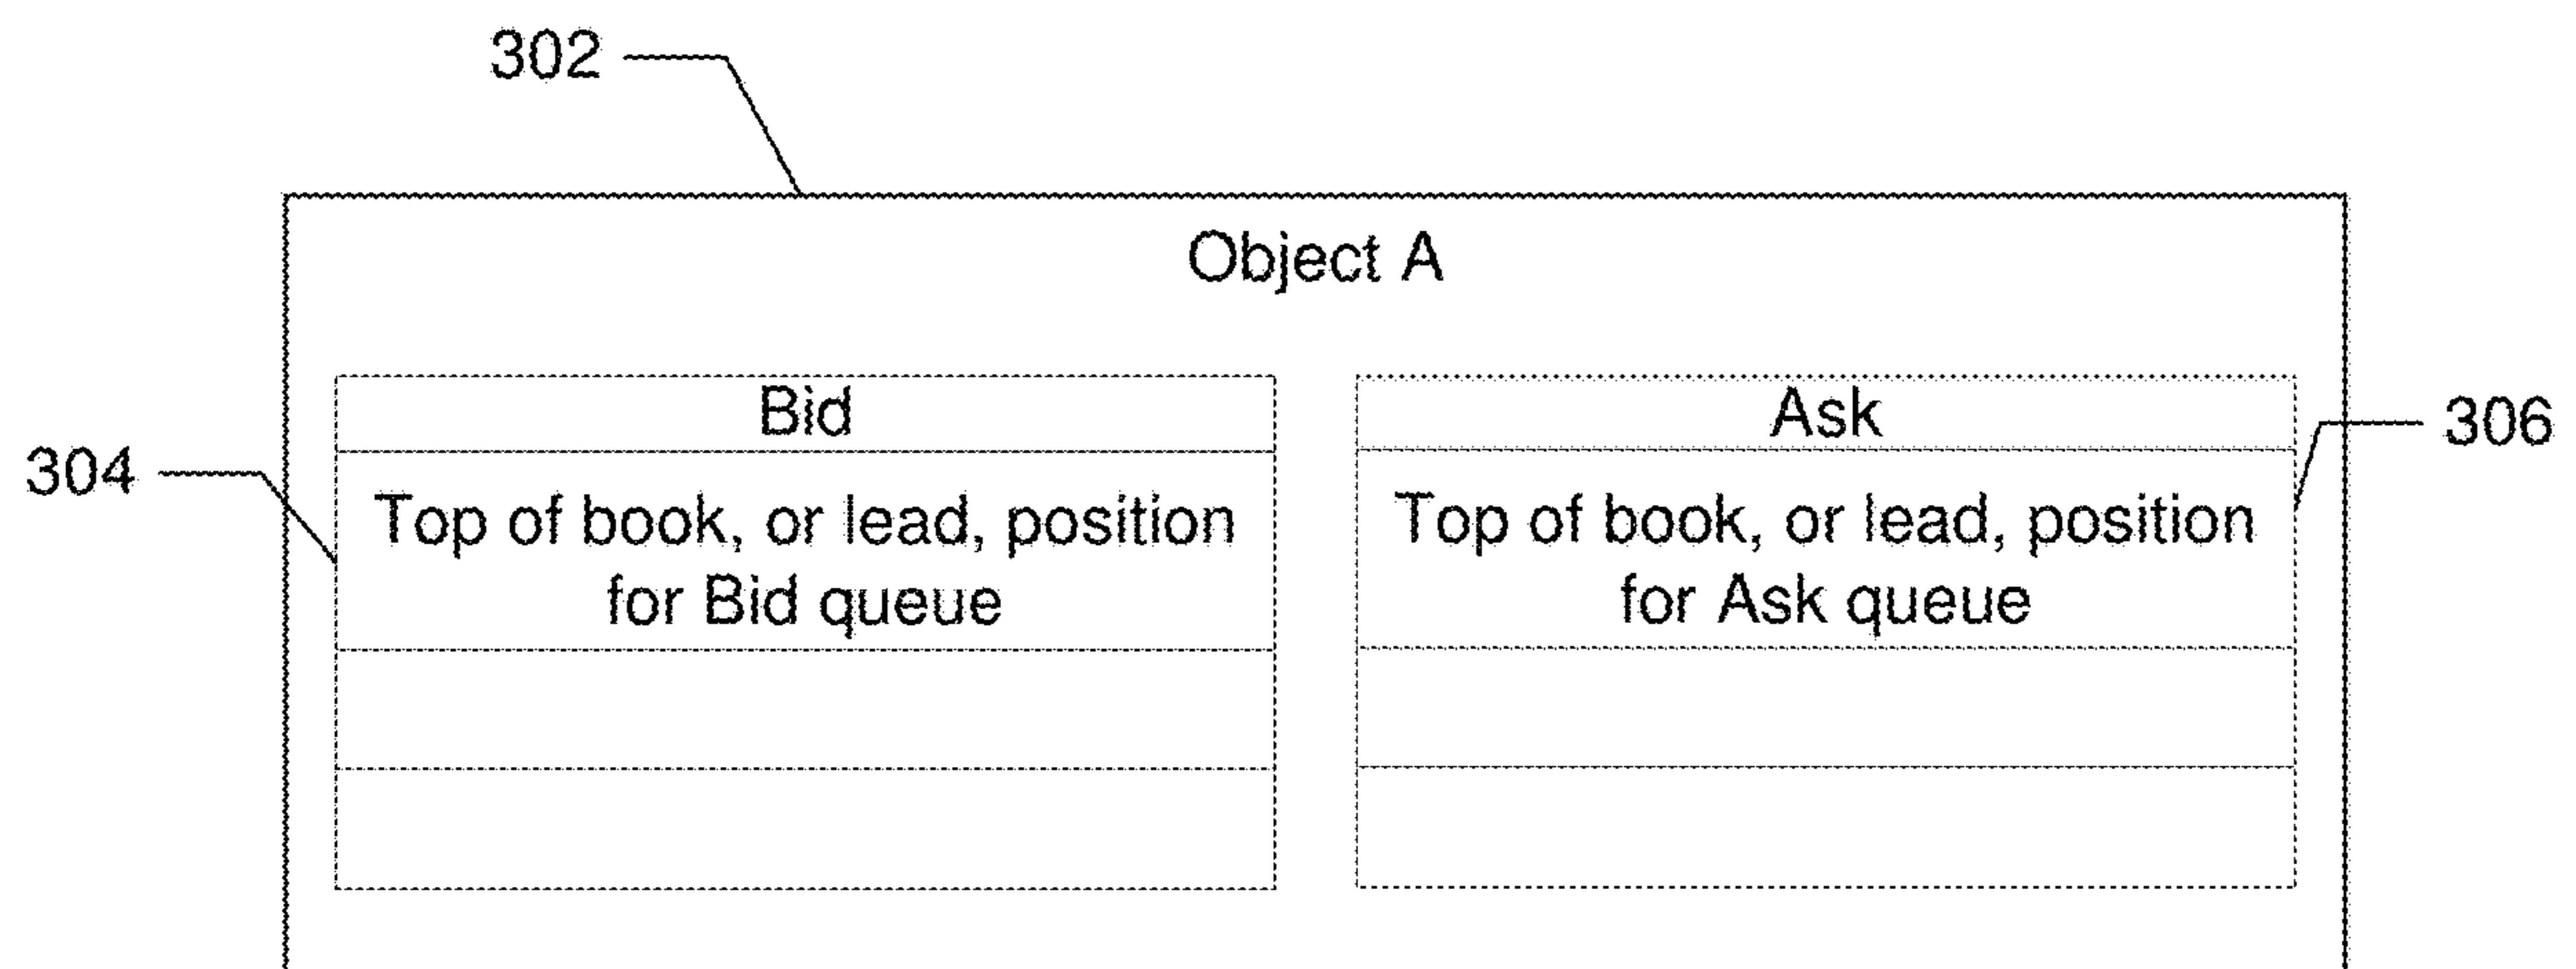 302
Object A
Bid
Ask
306
304
Top of book, or lead, position
for Bid queue
Top of book, or lead, position
for Ask queue